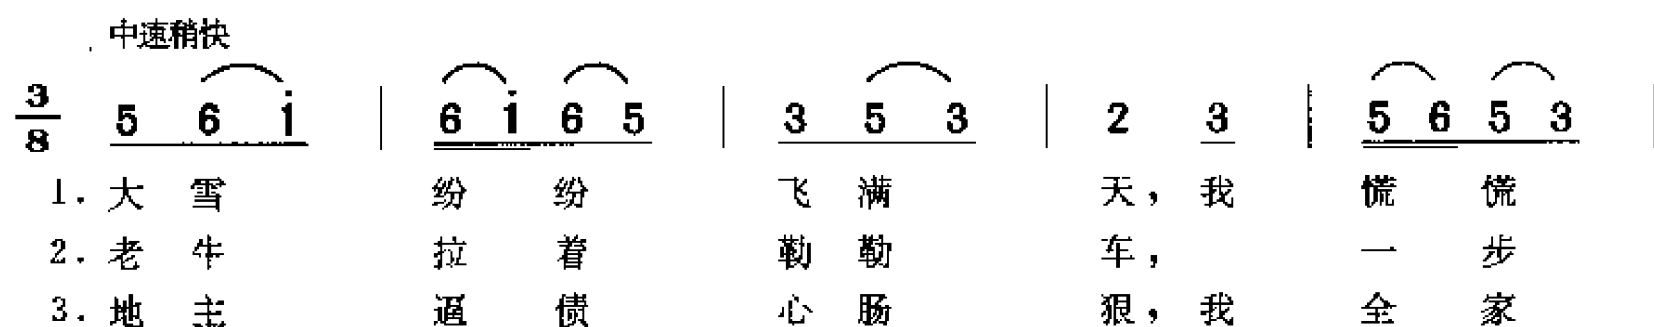 中速稍快
3/8 5 6 i | 6 i 6 5 | 3 5 3 | 2 3 | 5 6 5 3 |
1. 大 雪 纷 纷 飞 满 天， 我 慌 慌
2. 老 牛 拉 着 勒 勒 车， 一 步
3. 地 主 逼 债 心 肠 狠， 我 全 家